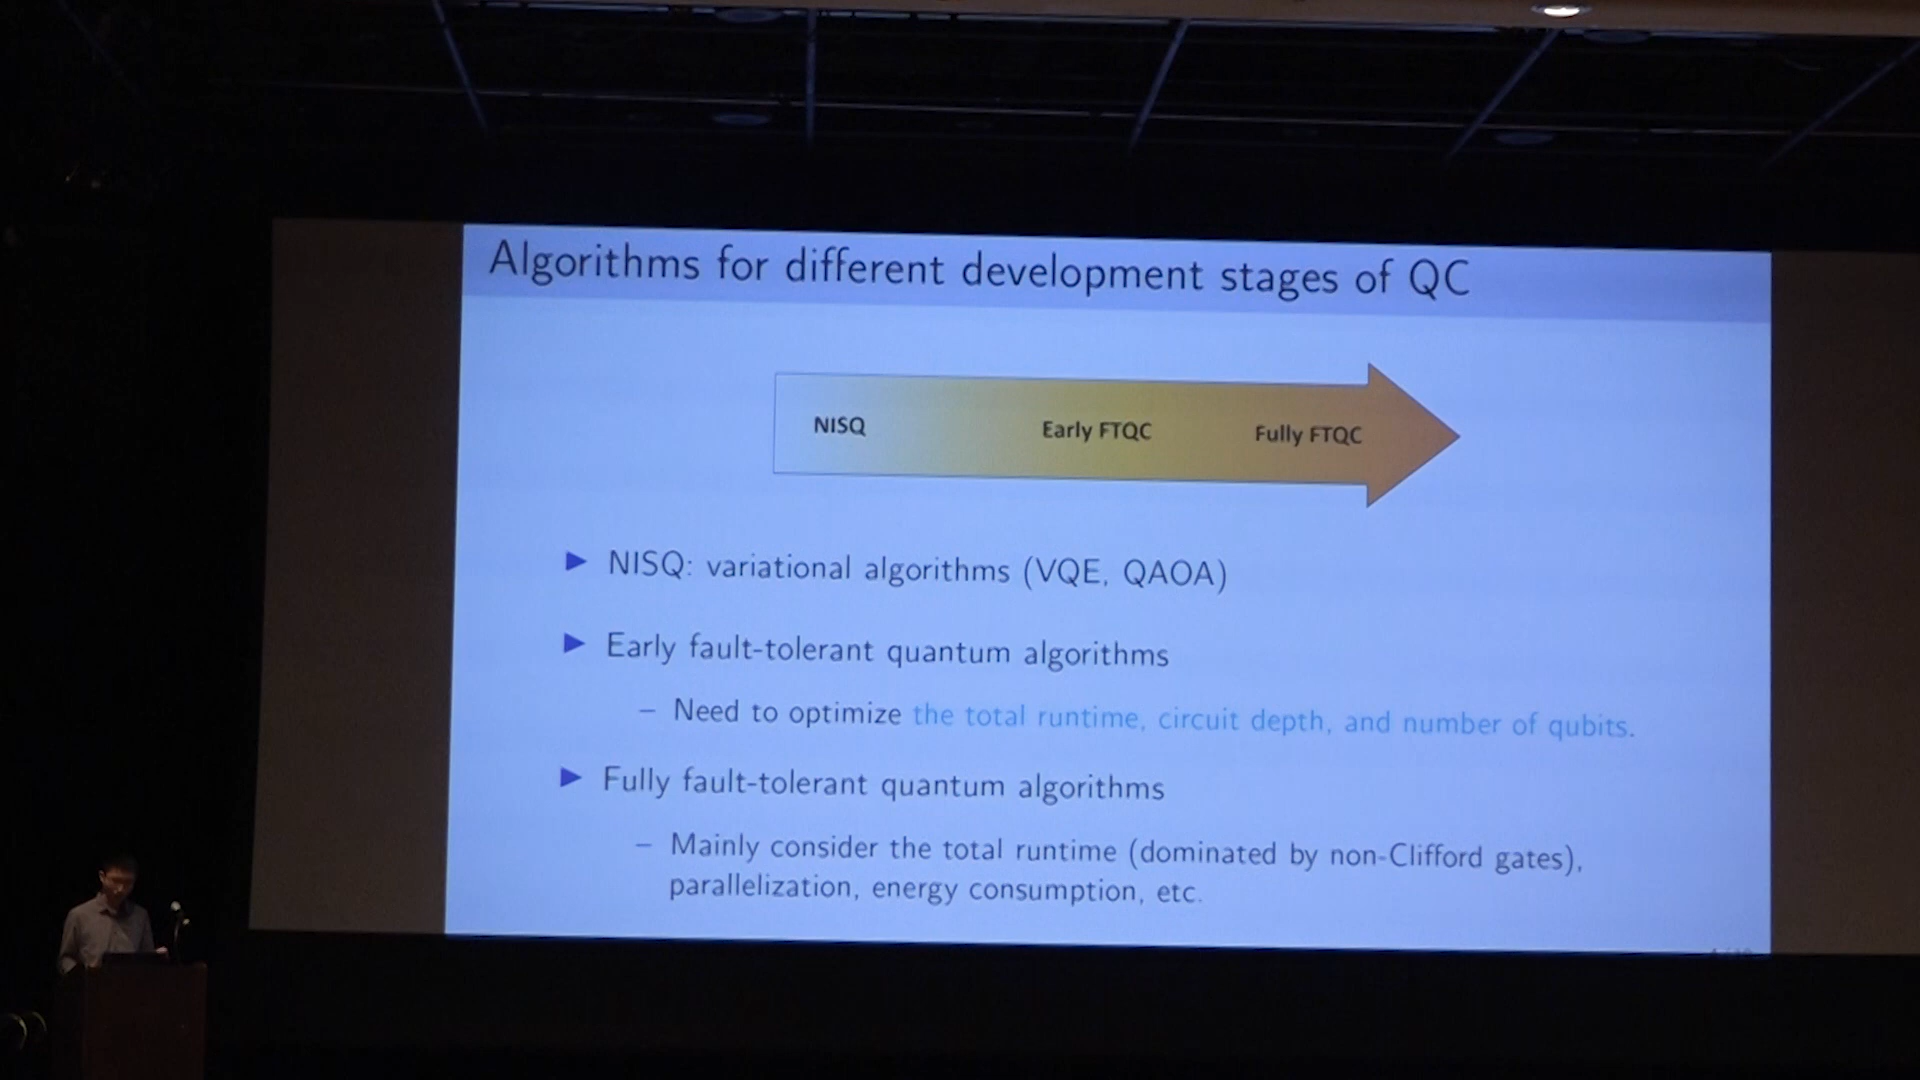 Algorithms for different development stages of QC
NISQ Early FTQC Fully FTQC
▶ NISQ: variational algorithms (VQE, QAOA)
▶ Early fault-tolerant quantum algorithms
– Need to optimize the total runtime, circuit depth, and number of qubits.
▶ Fully fault-tolerant quantum algorithms
– Mainly consider the total runtime (dominated by non-Clifford gates),
parallelization, energy consumption, etc.